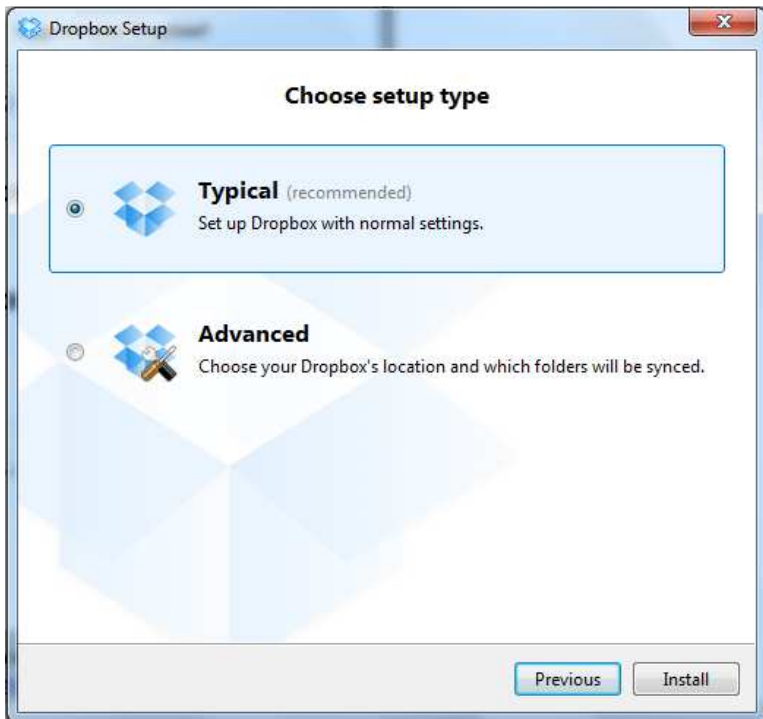 Dropbox Setup
Choose setup type
Typical (recommended)
Set up Dropbox with normal settings.
Advanced
Choose your Dropbox's location and which folders will be synced.
Previous Install